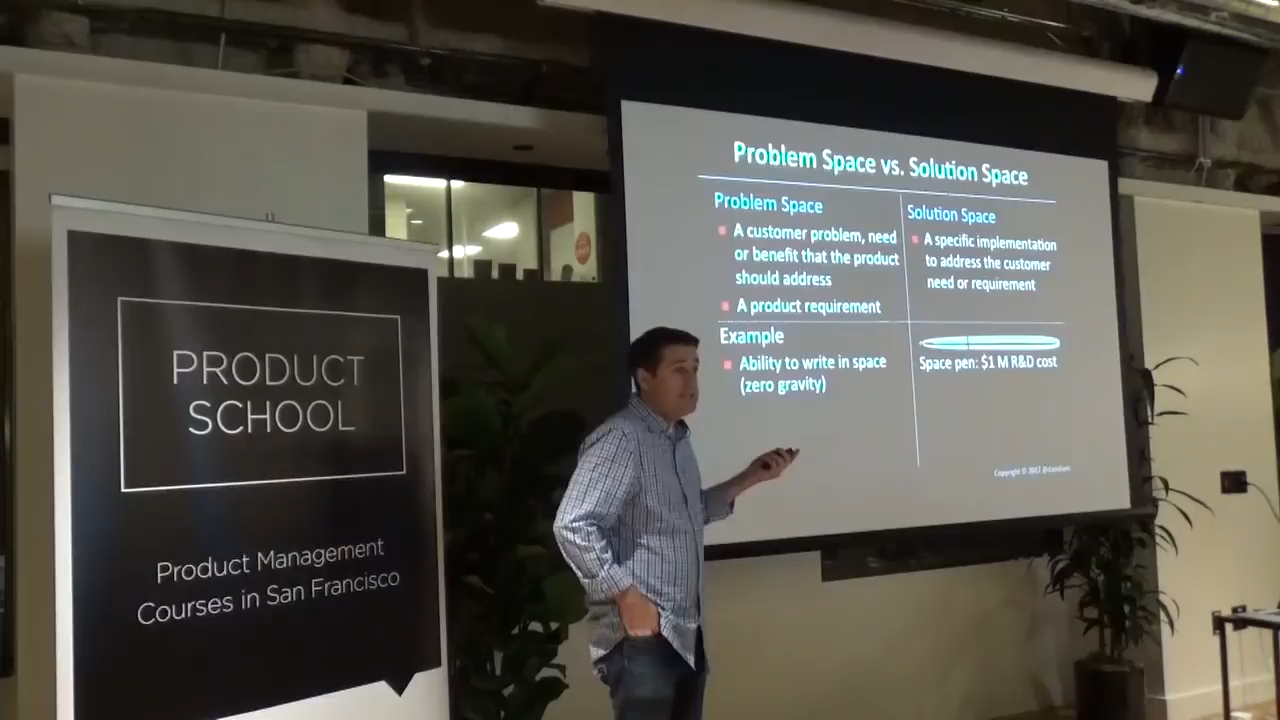 PRODUCT
SCHOOL
Product Management
Courses in San Francisco
Problem Space vs. Solution Space
Problem Space
A customer problem, need
or benefit that the product
should address
A product requirement
Solution Space
A specific implementation
to address the customer
need or requirement
Example
Ability to write in space
(zero gravity)
Space pen: $1 M R&D cost
Copyright ©